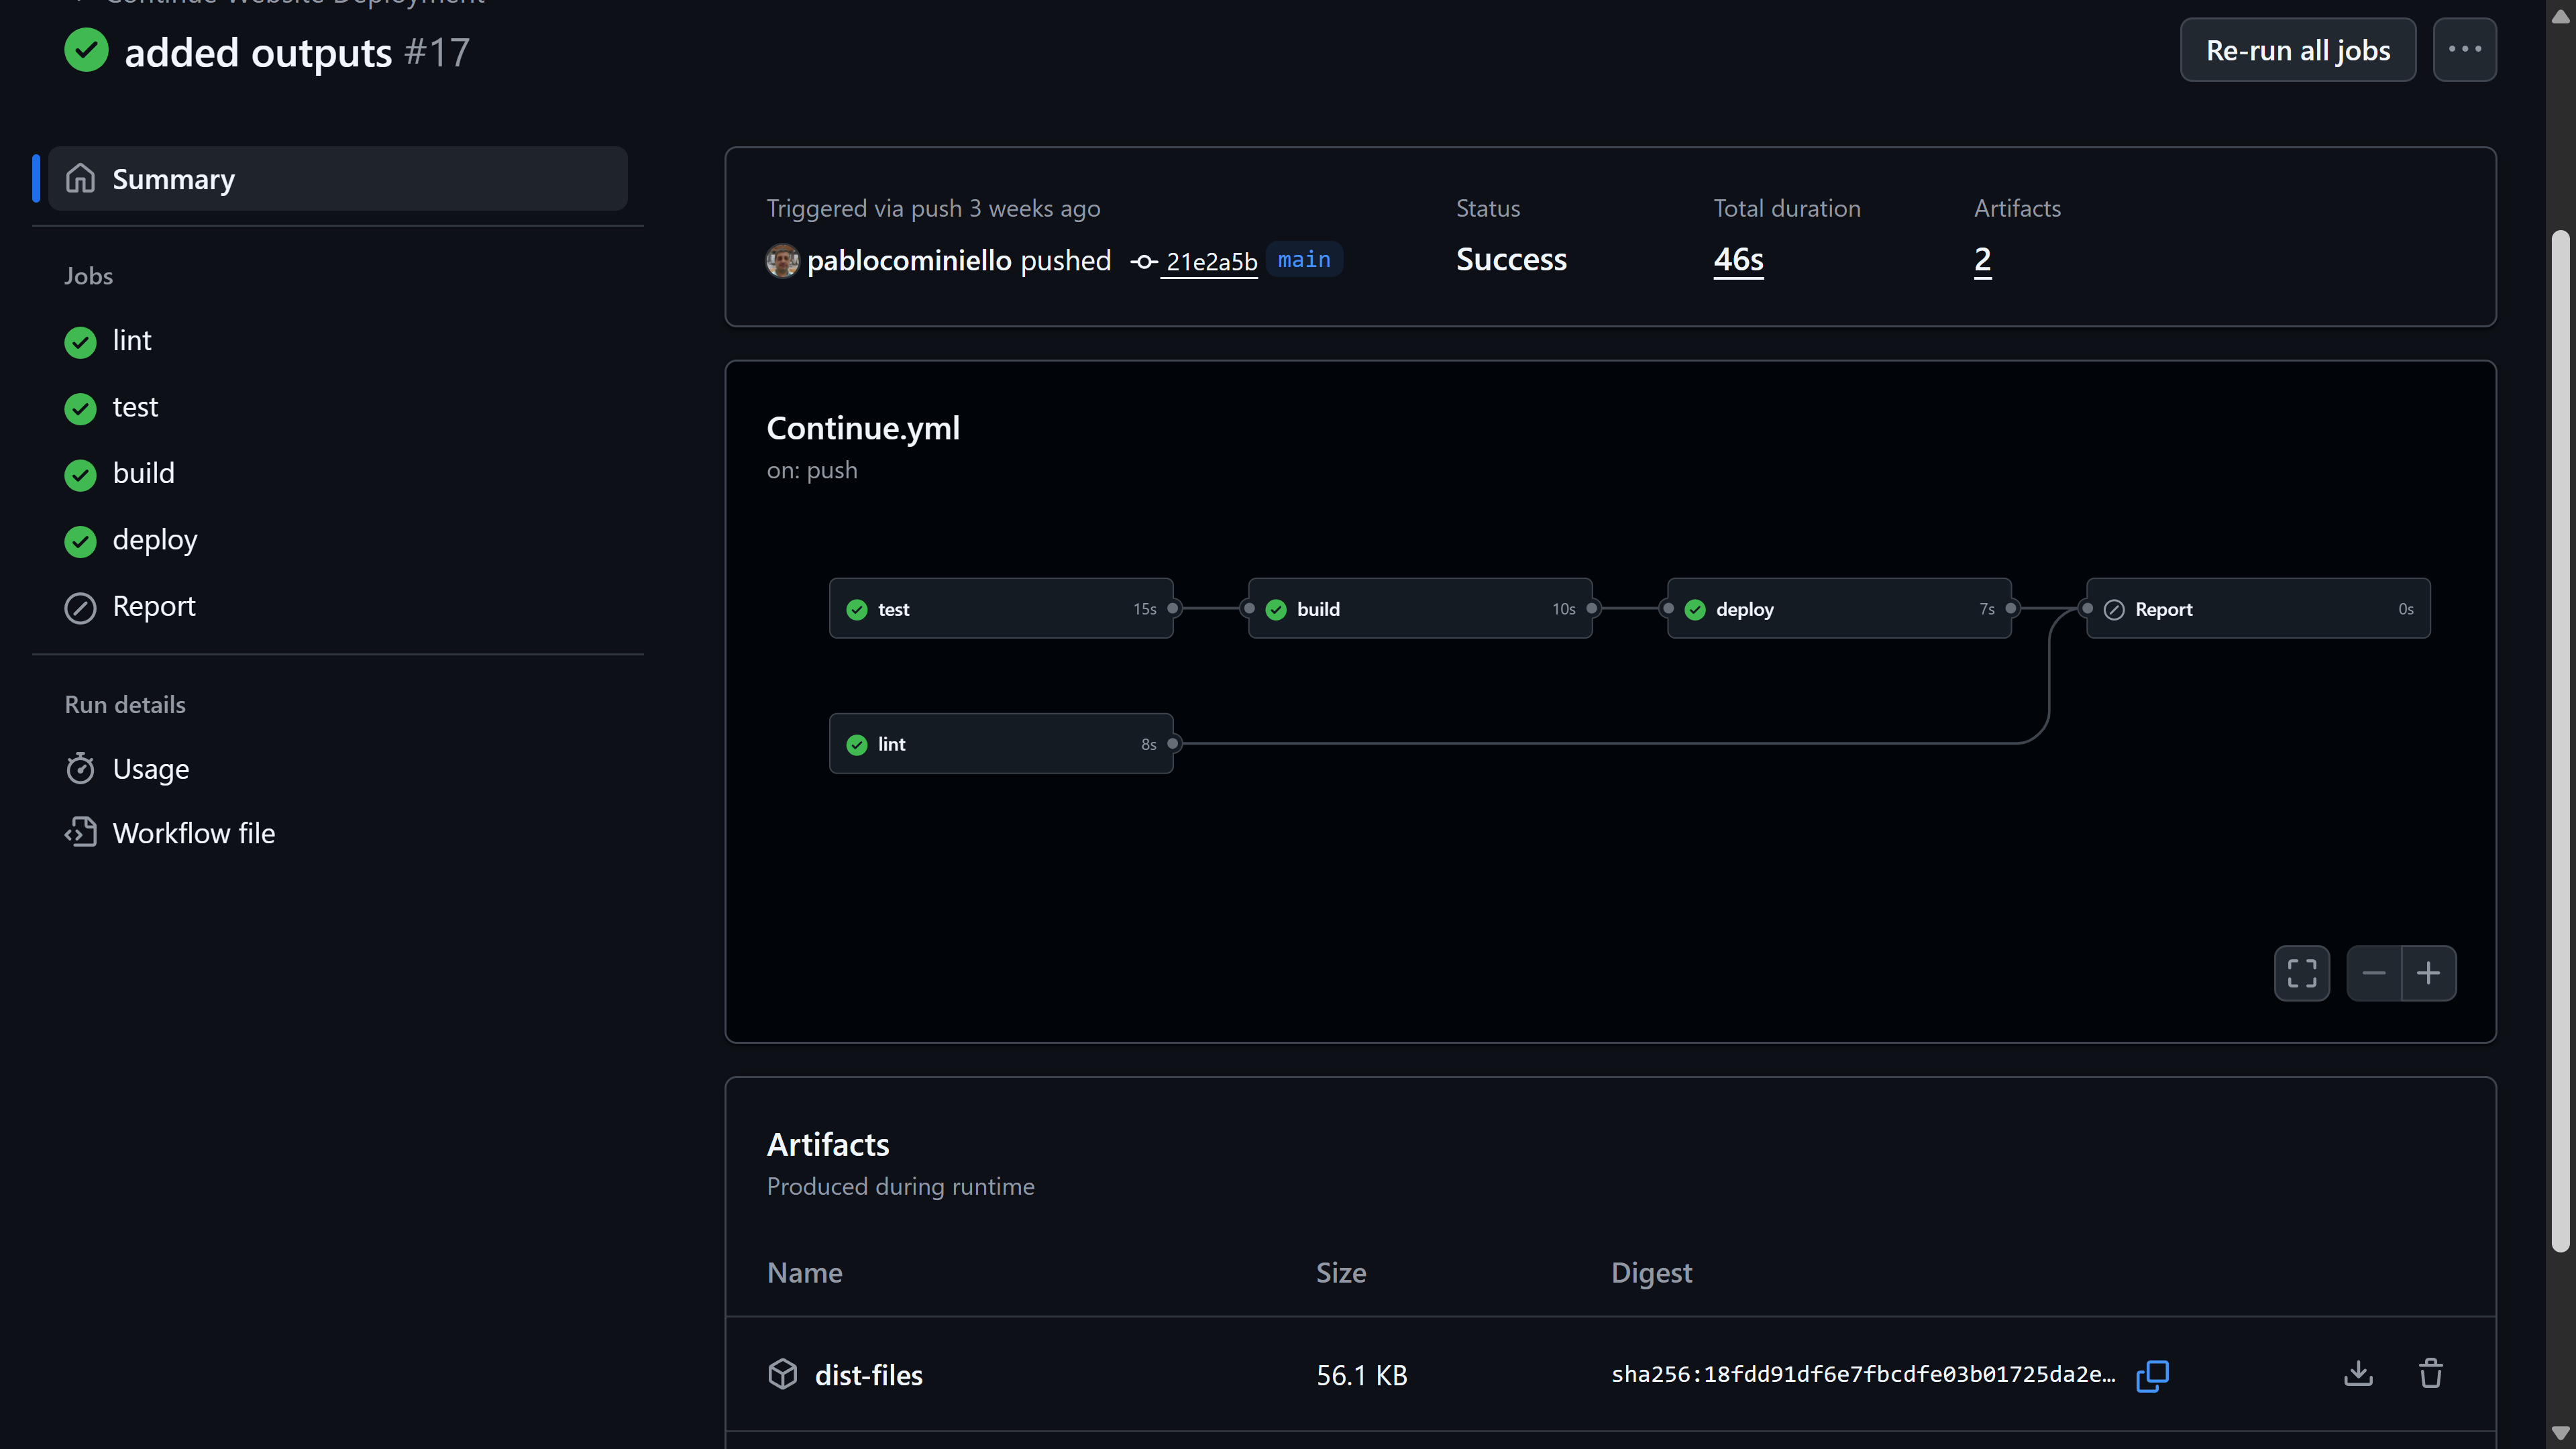 Continue Website Deployment
added outputs #17
Re-run all jobs
Summary
Jobs
lint
test
build
deploy
Report
Run details
Usage
Workflow file
Triggered via push 3 weeks ago
pablocominiello pushed 21e2a5b main
Status
Success
Total duration
46s
Artifacts
2
Continue.yml
on: push
test 15s
build 10s
deploy 7s
Report 0s
lint 8s
Artifacts
Produced during runtime
Name Size Digest
dist-files 56.1 KB sha256:18fdd91df6e7fbcdfe03b01725da2e…